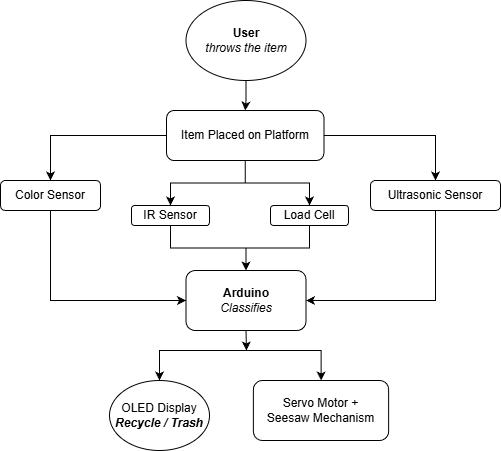 User
throws the item
Item Placed on Platform
Color Sensor
Ultrasonic Sensor
IR Sensor
Load Cell
Arduino
Classifies
OLED Display
Recycle / Trash
Servo Motor +
Seesaw Mechanism